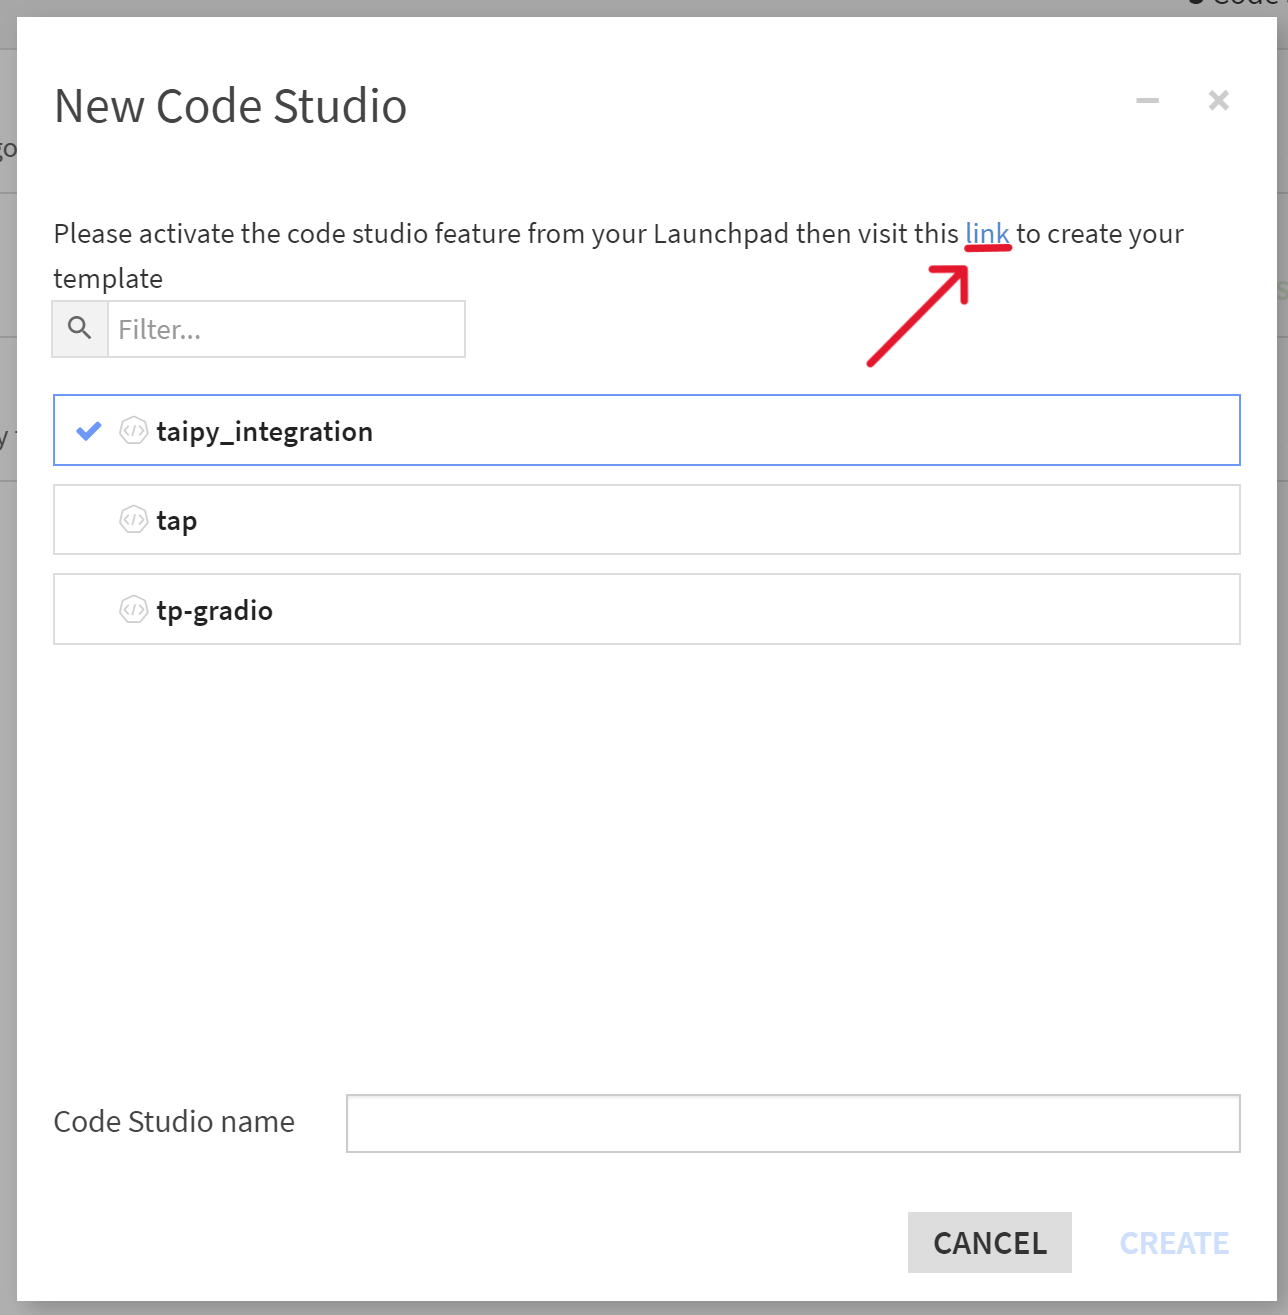 New Code Studio
Please activate the code studio feature from your Launchpad then visit this link to create your
template
Filter...
taipy_integration
tap
tp-gradio
Code Studio name
CANCEL
CREATE